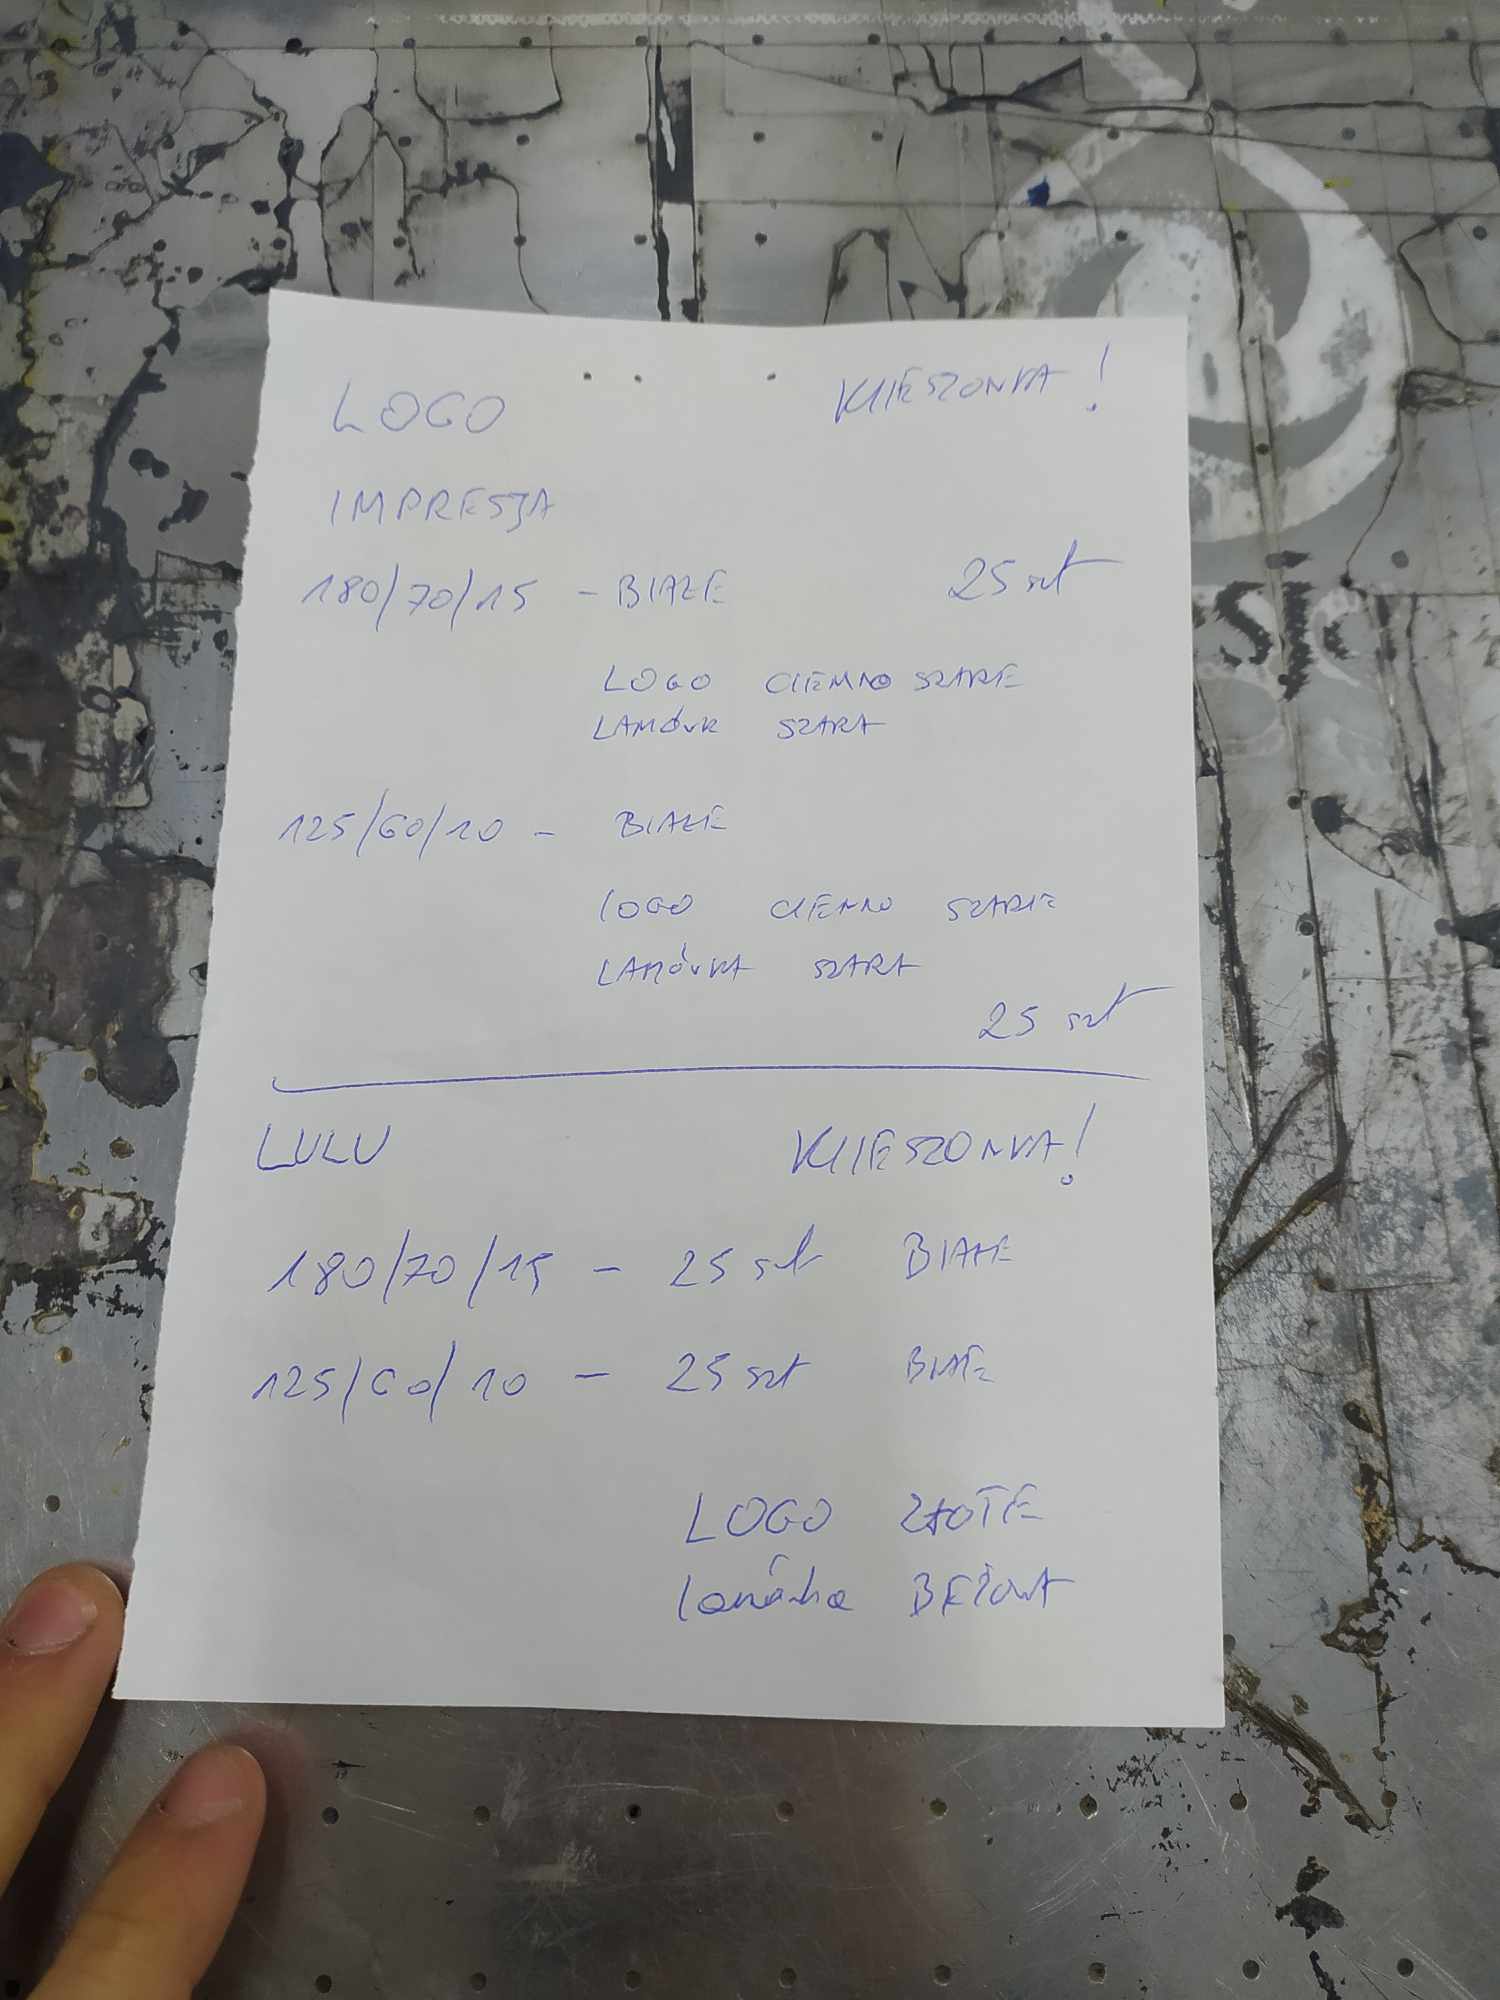 LOGO KIESZONKA!
IMPRESJA
180/70/15 - BIAŁE 25 szt
LOGO CIEMNO SZARE
LAMÓWK SZARA
125/60/10 - BIAŁE
LOGO CIEMNO SZARE
LAMÓWKA SZARA
25 szt
LULU KIESZONKA!
180/70/15 - 25 szt BIAŁE
125/60/10 - 25 szt BIAŁE
LOGO ZŁOTE
lamówka BEŻOWA